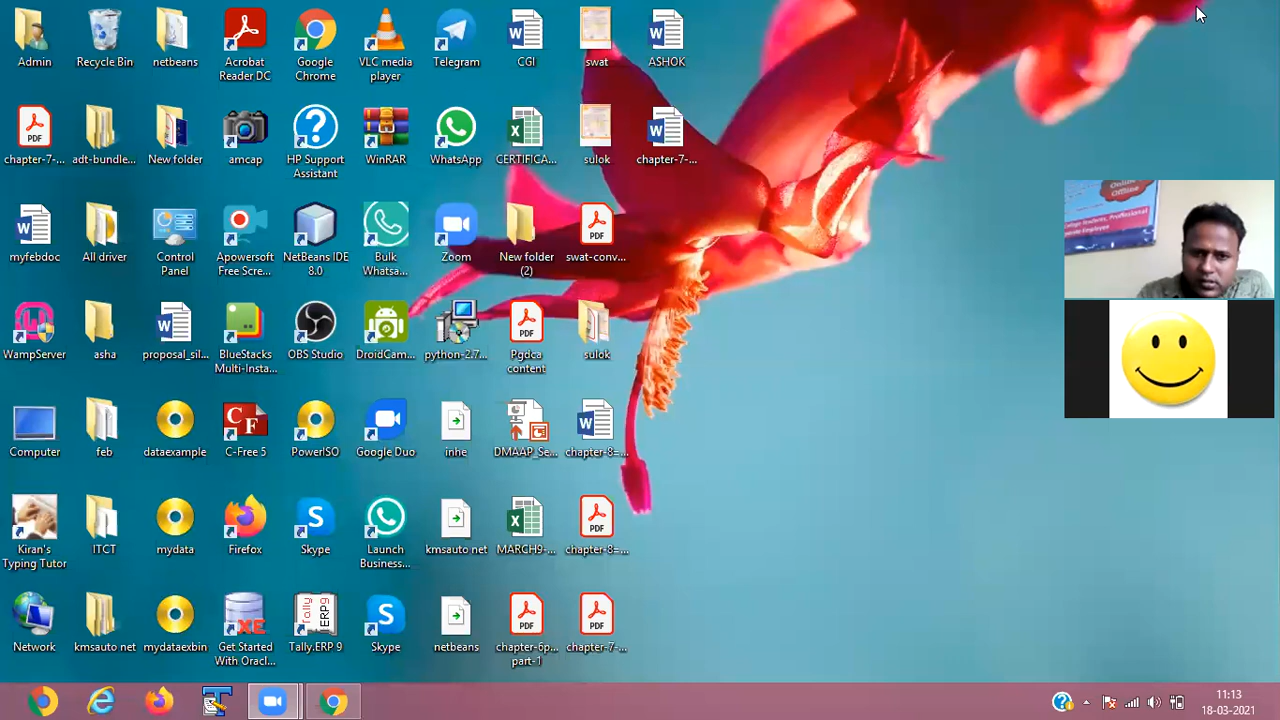 Admin
Recycle Bin
netbeans
Acrobat
Reader DC
Google
Chrome
VLC media
player
Telegram
CGI
swat
ASHOK
chapter-7-...
adt-bundle...
New folder
amcap
HP Support
Assistant
WinRAR
WhatsApp
CERTIFICA...
sulok
chapter-7-...
myfebdoc
All driver
Control
Panel
Apowersoft
Free Scre...
NetBeans IDE
8.0
Bulk
Whatsa...
Zoom
New folder
(2)
swat-conv...
WampServer
asha
proposal_sil...
BlueStacks
Multi-Insta...
OBS Studio
DroidCam...
python-2.7...
Pgdca
content
sulok
Computer
feb
dataexample
C-Free 5
PowerISO
Google Duo
inhe
DMAAP_Se...
chapter-8=...
Kiran's
Typing Tutor
ITCT
mydata
Firefox
Skype
Launch
Business...
kmsauto net
MARCH9-...
chapter-8=...
Network
kmsauto net
mydataexbin
Get Started
With Oracl...
Tally.ERP 9
Skype
netbeans
chapter-6p...
part-1
chapter-7-...
Online
Offline
College Students, Proffesional
11:13
18-03-2021